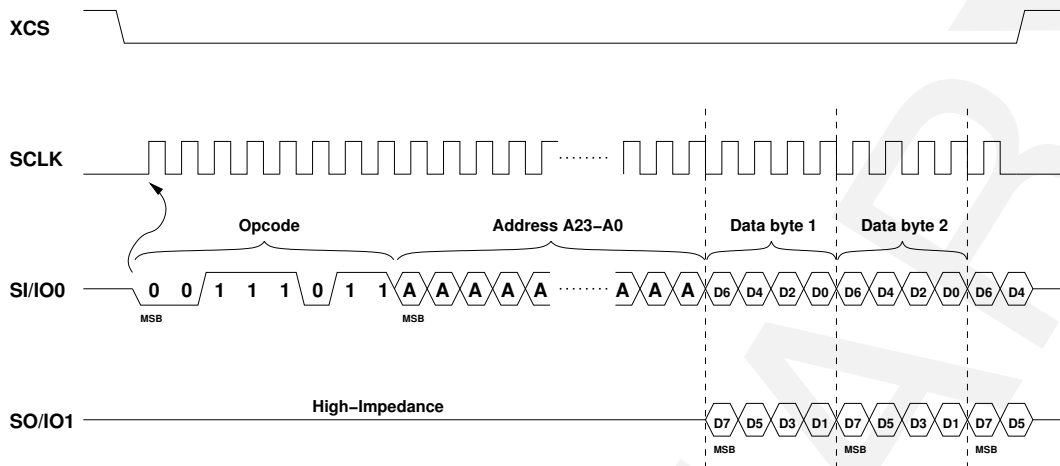 XCS
SCLK
Opcode
Address A23−A0
Data byte 1
Data byte 2
SI/IO0
0 0 1 1 1 0 1 1 A A A A A A A A D6 D4 D2 D0 D6 D4 D2 D0 D6 D4
MSB
MSB
High−Impedance
SO/IO1
D7 D5 D3 D1 D7 D5 D3 D1 D7 D5
MSB
MSB
MSB